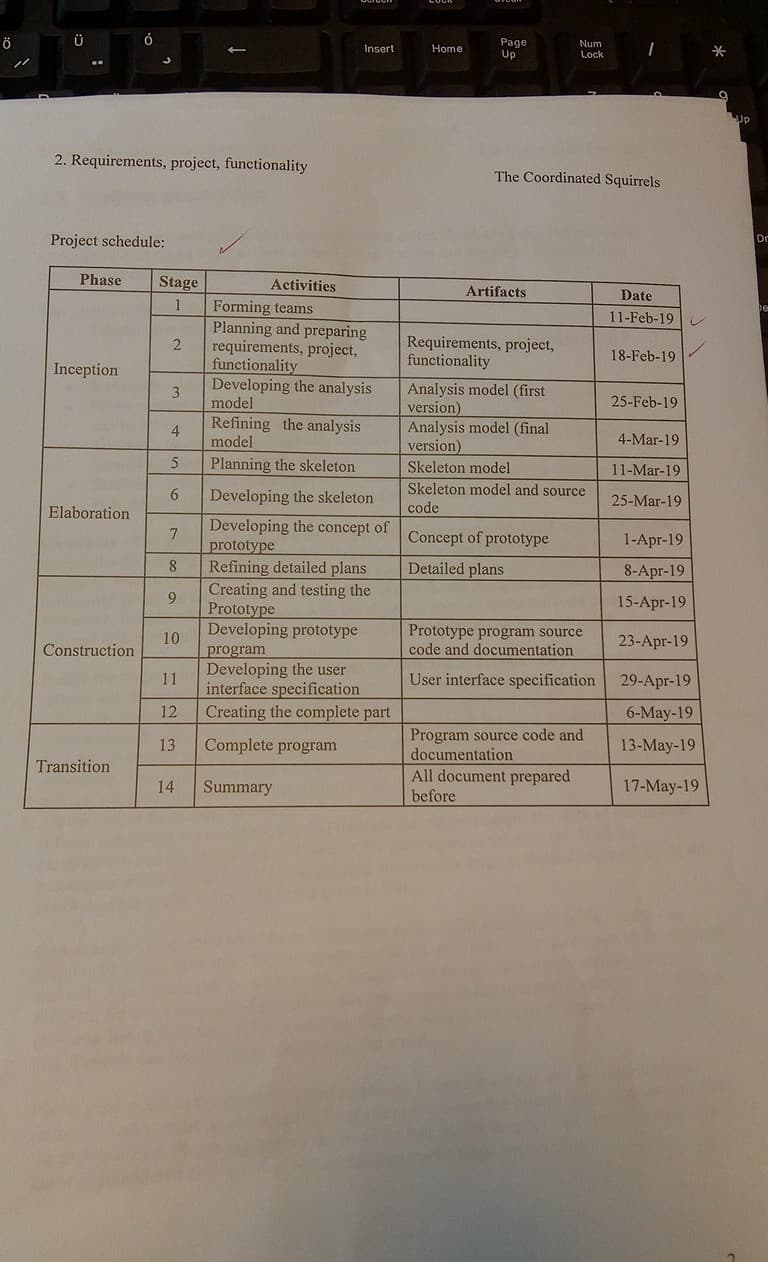 Ö
Ü
Ó
←
Insert
Home
Page
Up
Num
Lock
/
*
9
Up
2. Requirements, project, functionality
The Coordinated Squirrels
Project schedule:
Phase Stage Activities Artifacts Date
Inception
1 Forming teams 11-Feb-19
2 Planning and preparing
requirements, project,
functionality
Requirements, project,
functionality
18-Feb-19
3 Developing the analysis
model
Analysis model (first
version)
25-Feb-19
4 Refining the analysis
model
Analysis model (final
version)
4-Mar-19
Elaboration
5 Planning the skeleton Skeleton model 11-Mar-19
6 Developing the skeleton
Skeleton model and source
code
25-Mar-19
7 Developing the concept of
prototype
Concept of prototype 1-Apr-19
8 Refining detailed plans Detailed plans 8-Apr-19
Construction
9 Creating and testing the
Prototype
15-Apr-19
10 Developing prototype
program
Prototype program source
code and documentation
23-Apr-19
11 Developing the user
interface specification
User interface specification 29-Apr-19
12 Creating the complete part 6-May-19
Transition
13 Complete program
Program source code and
documentation
13-May-19
14 Summary
All document prepared
before
17-May-19